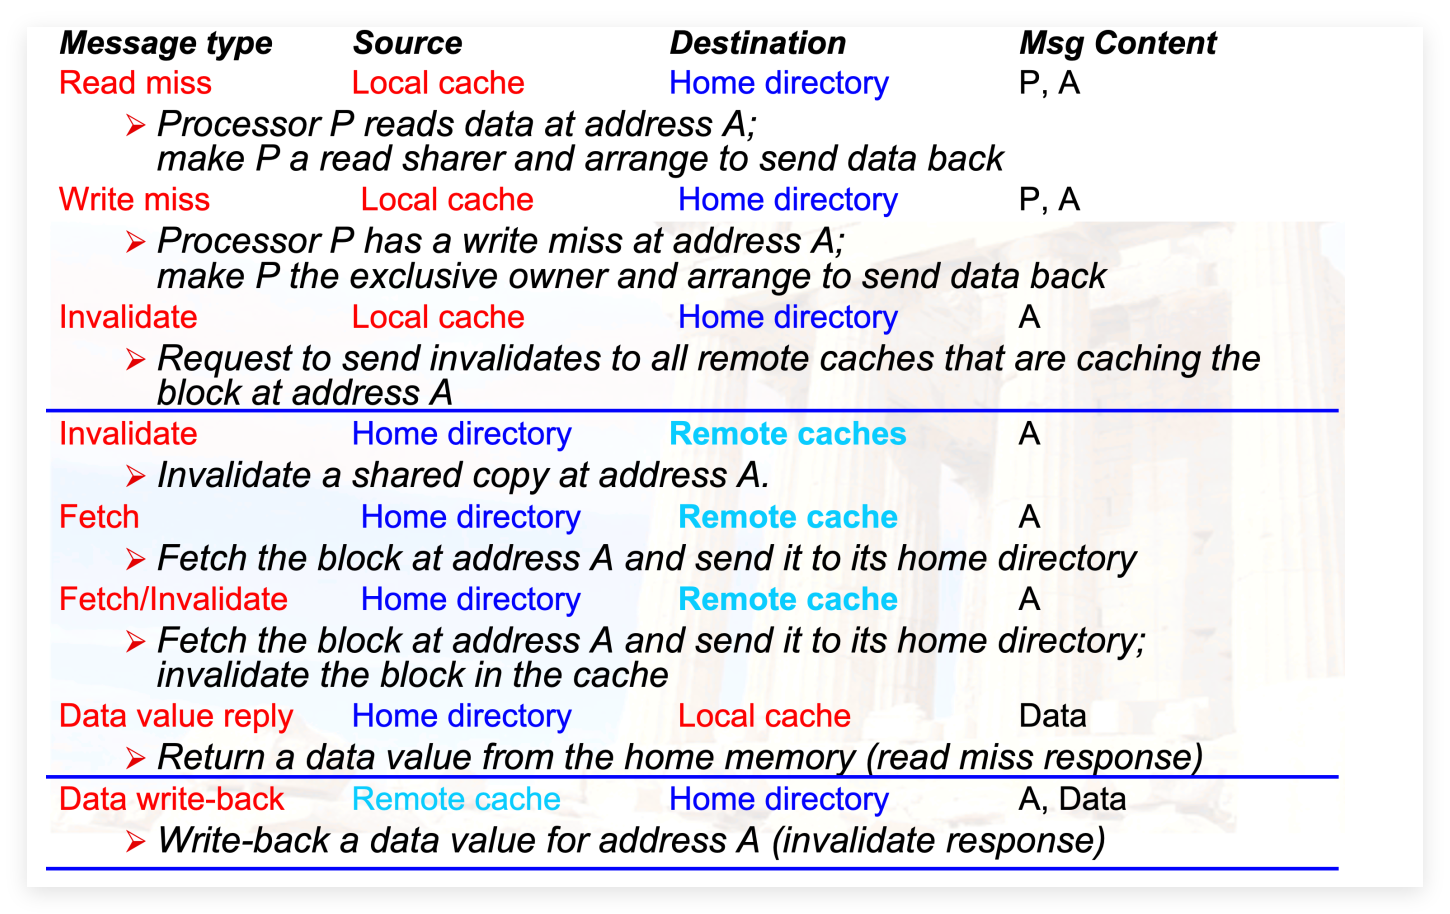 Message type Source Destination Msg Content
Read miss Local cache Home directory P, A
➢ Processor P reads data at address A;
make P a read sharer and arrange to send data back
Write miss Local cache Home directory P, A
➢ Processor P has a write miss at address A;
make P the exclusive owner and arrange to send data back
Invalidate Local cache Home directory A
➢ Request to send invalidates to all remote caches that are caching the
block at address A
Invalidate Home directory Remote caches A
➢ Invalidate a shared copy at address A.
Fetch Home directory Remote cache A
➢ Fetch the block at address A and send it to its home directory
Fetch/Invalidate Home directory Remote cache A
➢ Fetch the block at address A and send it to its home directory;
invalidate the block in the cache
Data value reply Home directory Local cache Data
➢ Return a data value from the home memory (read miss response)
Data write-back Remote cache Home directory A, Data
➢ Write-back a data value for address A (invalidate response)